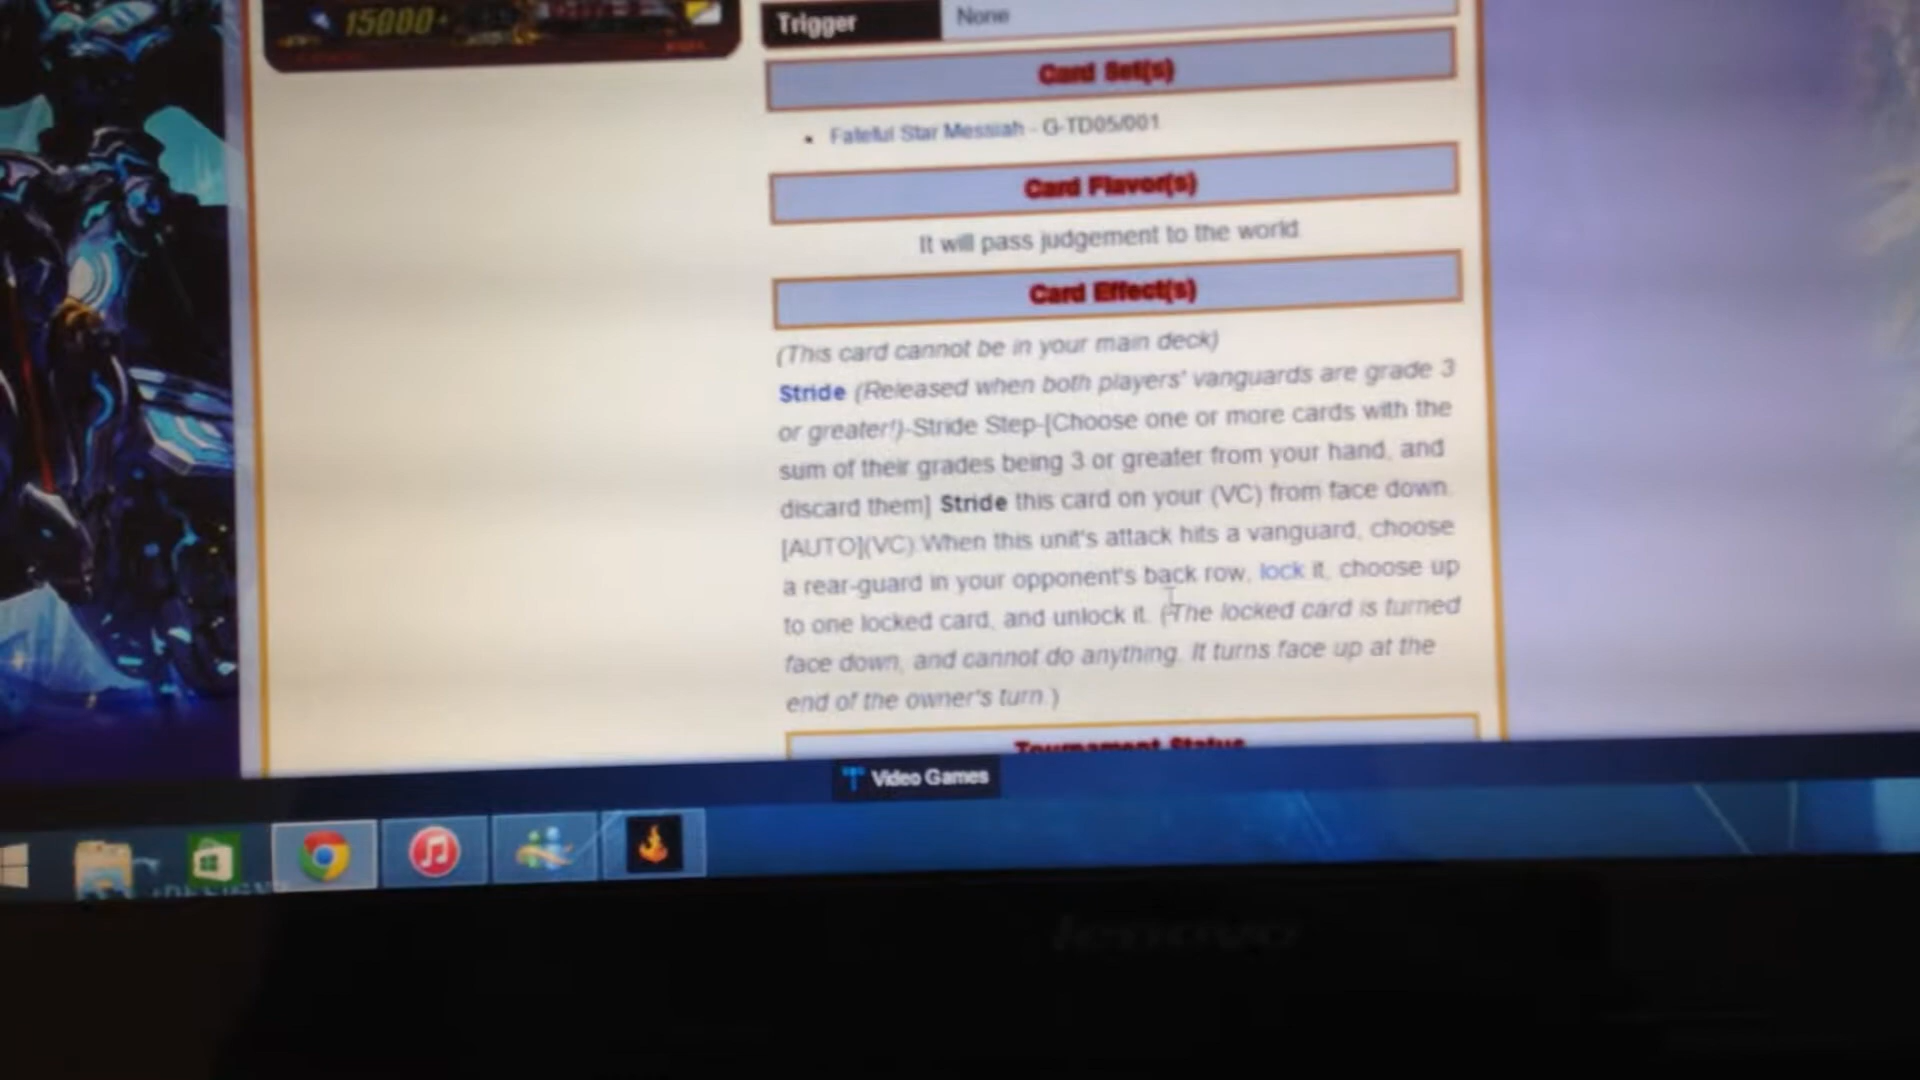 15000+
Trigger
None
Card Set(s)
• Fateful Star Messiah - G-TD05/001
Card Flavor(s)
It will pass judgement to the world
Card Effect(s)
(This card cannot be in your main deck)
Stride (Released when both players' vanguards are grade 3
or greater!)-Stride Step-[Choose one or more cards with the
sum of their grades being 3 or greater from your hand, and
discard them] Stride this card on your (VC) from face down.
[AUTO](VC):When this unit's attack hits a vanguard, choose
a rear-guard in your opponent's back row, lock it, choose up
to one locked card, and unlock it. (The locked card is turned
face down, and cannot do anything. It turns face up at the
end of the owner's turn.)
Tournament Status
Video Games
lenovo